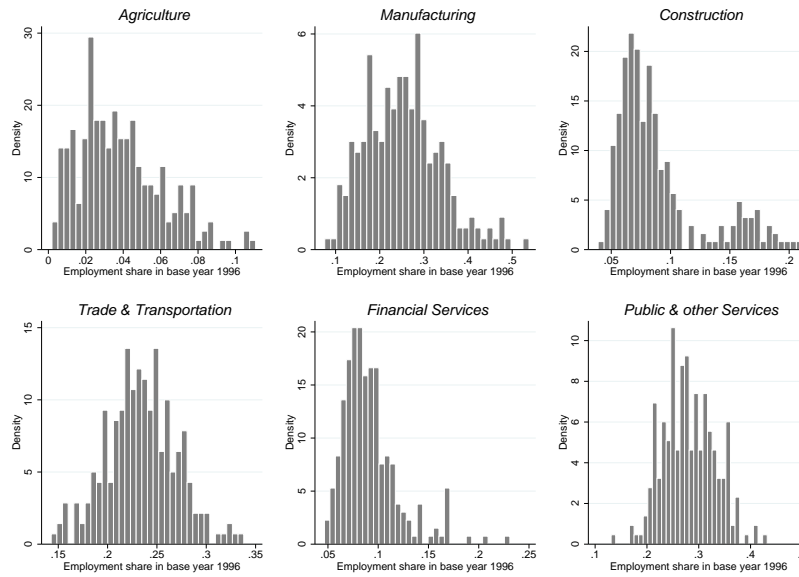 Agriculture
Density
0 10 20 30
0 .02 .04 .06 .08 .1
Employment share in base year 1996
Manufacturing
Density
0 2 4 6
.1 .2 .3 .4 .5
Employment share in base year 1996
Construction
Density
0 5 10 15 20
.05 .1 .15 .2
Employment share in base year 1996
Trade & Transportation
Density
0 5 10 15
.15 .2 .25 .3 .35
Employment share in base year 1996
Financial Services
Density
0 5 10 15 20
.05 .1 .15 .2 .25
Employment share in base year 1996
Public & other Services
Density
0 2 4 6 8 10
.1 .2 .3 .4
Employment share in base year 1996